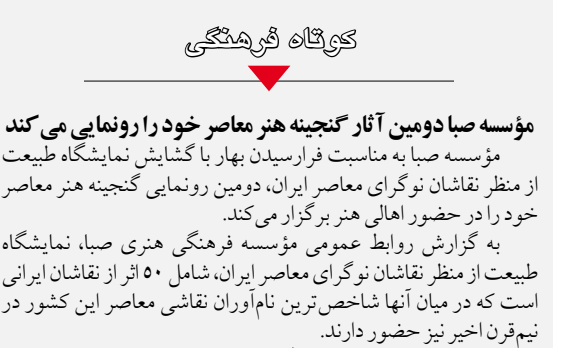 کوتاه فرهنگی
مؤسسه صبا دومین آثار گنجینه هنر معاصر خود را رونمایی می‌کند
مؤسسه صبا به مناسبت فرارسیدن بهار با گشایش نمایشگاه طبیعت
از منظر نقاشان نوگرای معاصر ایران، دومین رونمایی گنجینه هنر معاصر
خود را در حضور اهالی هنر برگزار می‌کند.
به گزارش روابط عمومی مؤسسه فرهنگی هنری صبا، نمایشگاه
طبیعت از منظر نقاشان نوگرای معاصر ایران، شامل ۵۰ اثر از نقاشان ایرانی
است که در میان آنها شاخص‌ترین نام‌آوران نقاشی معاصر این کشور در
نیم‌قرن اخیر نیز حضور دارند.